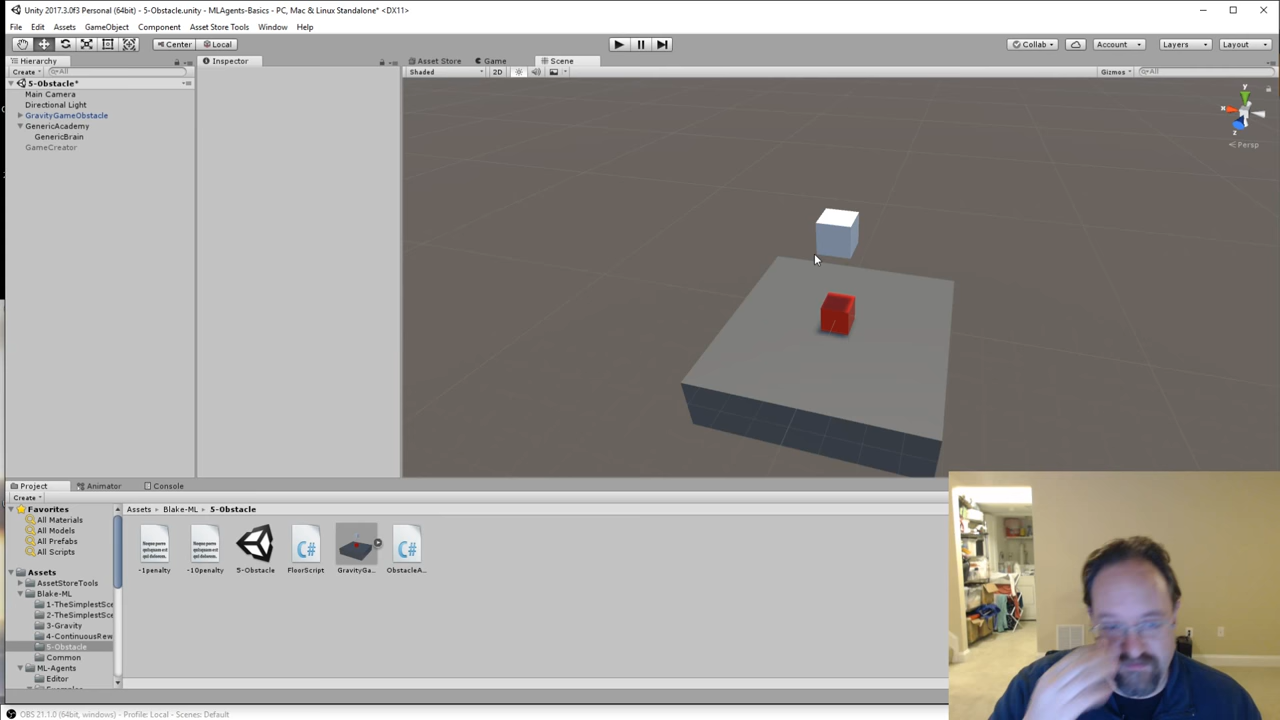 Unity 2017.3.0f3 Personal (64bit) - 5-Obstacle.unity - MLAgents-Basics - PC, Mac & Linux Standalone* <DX11>
File Edit Assets GameObject Component Asset Store Tools Window Help
Center Local Collab Account Layers Layout
Hierarchy Inspector Asset Store Game Scene
Create All Shaded 2D Gizmos All
5-Obstacle*
Main Camera
Directional Light
GravityGameObstacle
GenericAcademy
GenericBrain
GameCreator
y
x
z
Persp
Project Animator Console
Create
Favorites
All Materials
All Models
All Prefabs
All Scripts
Assets
AssetStoreTools
Blake-ML
1-TheSimplestSce
2-TheSimplestSce
3-Gravity
4-ContinuousRew
5-Obstacle
Common
ML-Agents
Editor
Assets Blake-ML 5-Obstacle
C# C#
-1penalty -10penalty 5-Obstacle FloorScript GravityGa... ObstacleA...
OBS 21.1.0 (64bit, windows) - Profile: Local - Scenes: Default